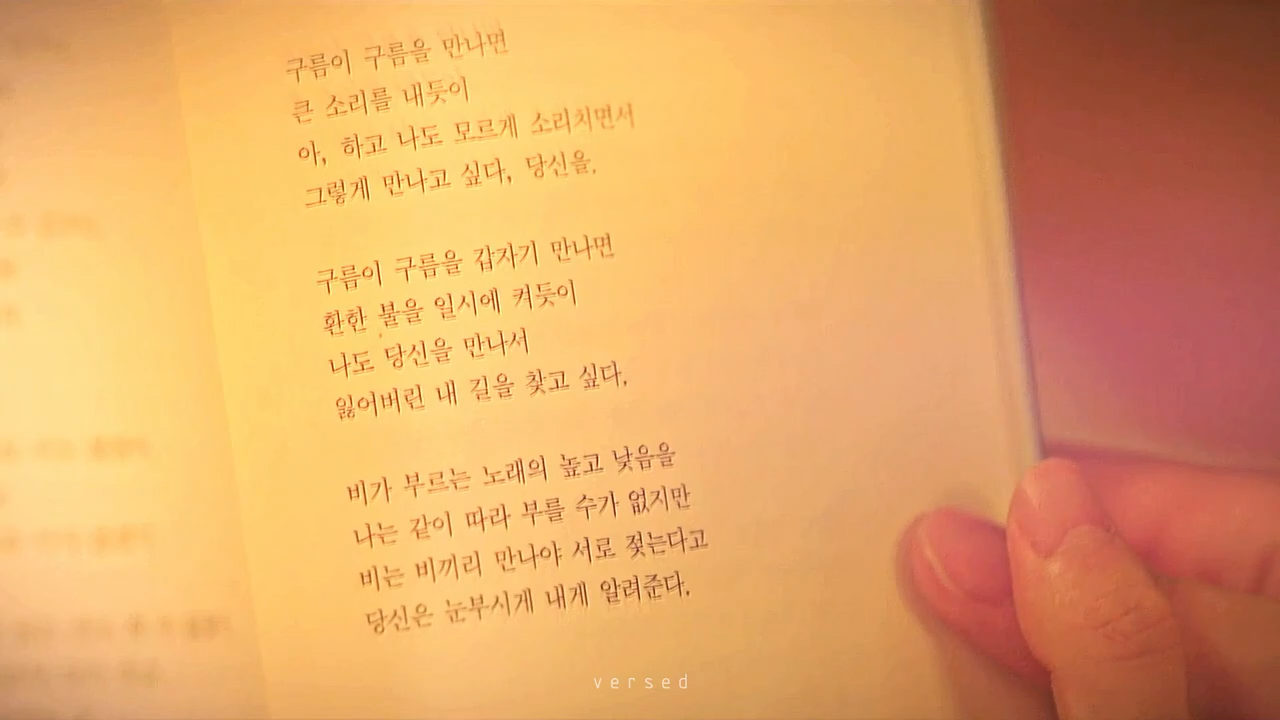 구름이 구름을 만나면
큰 소리를 내듯이
아, 하고 나도 모르게 소리치면서
그렇게 만나고 싶다, 당신을.
구름이 구름을 갑자기 만나면
환한 불을 일시에 켜듯이
나도 당신을 만나서
잃어버린 내 길을 찾고 싶다.
비가 부르는 노래의 높고 낮음을
나는 같이 따라 부를 수가 없지만
비는 비끼리 만나야 서로 젖는다고
당신은 눈부시게 내게 알려준다.
versed